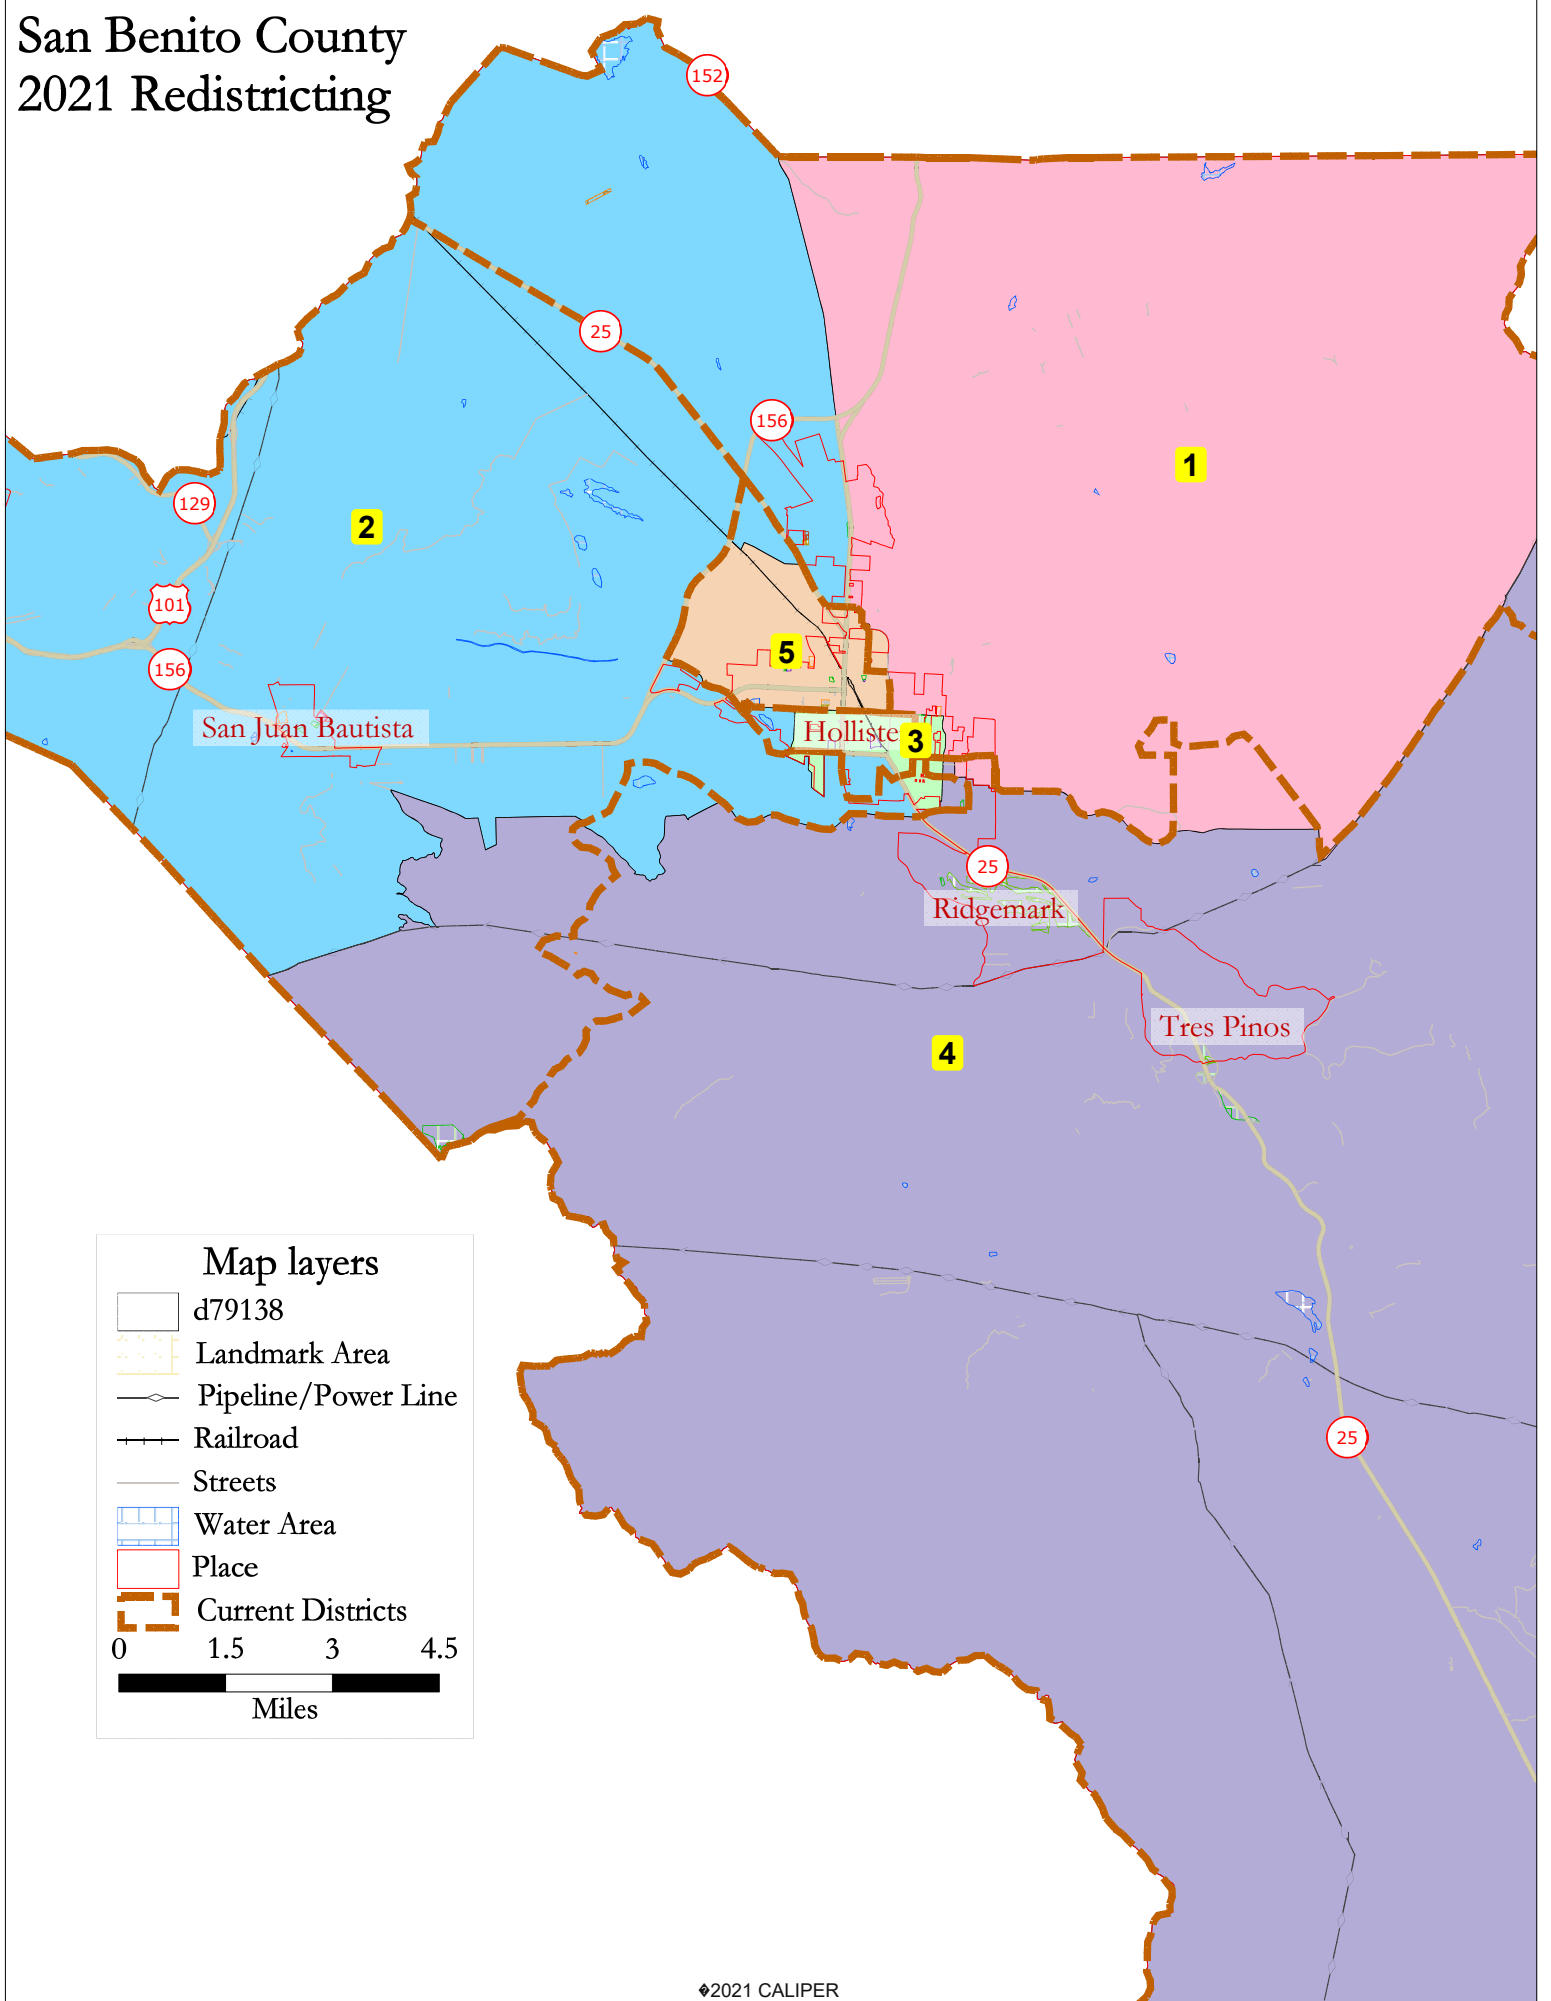 San Benito County
2021 Redistricting
152
25
156
1
129
2
101
156
5
San Juan Bautista
Holliste
3
25
Ridgemark
Tres Pinos
4
25
Map layers
d79138
Landmark Area
Pipeline/Power Line
Railroad
Streets
Water Area
Place
Current Districts
0 1.5 3 4.5
Miles
�2021 CALIPER